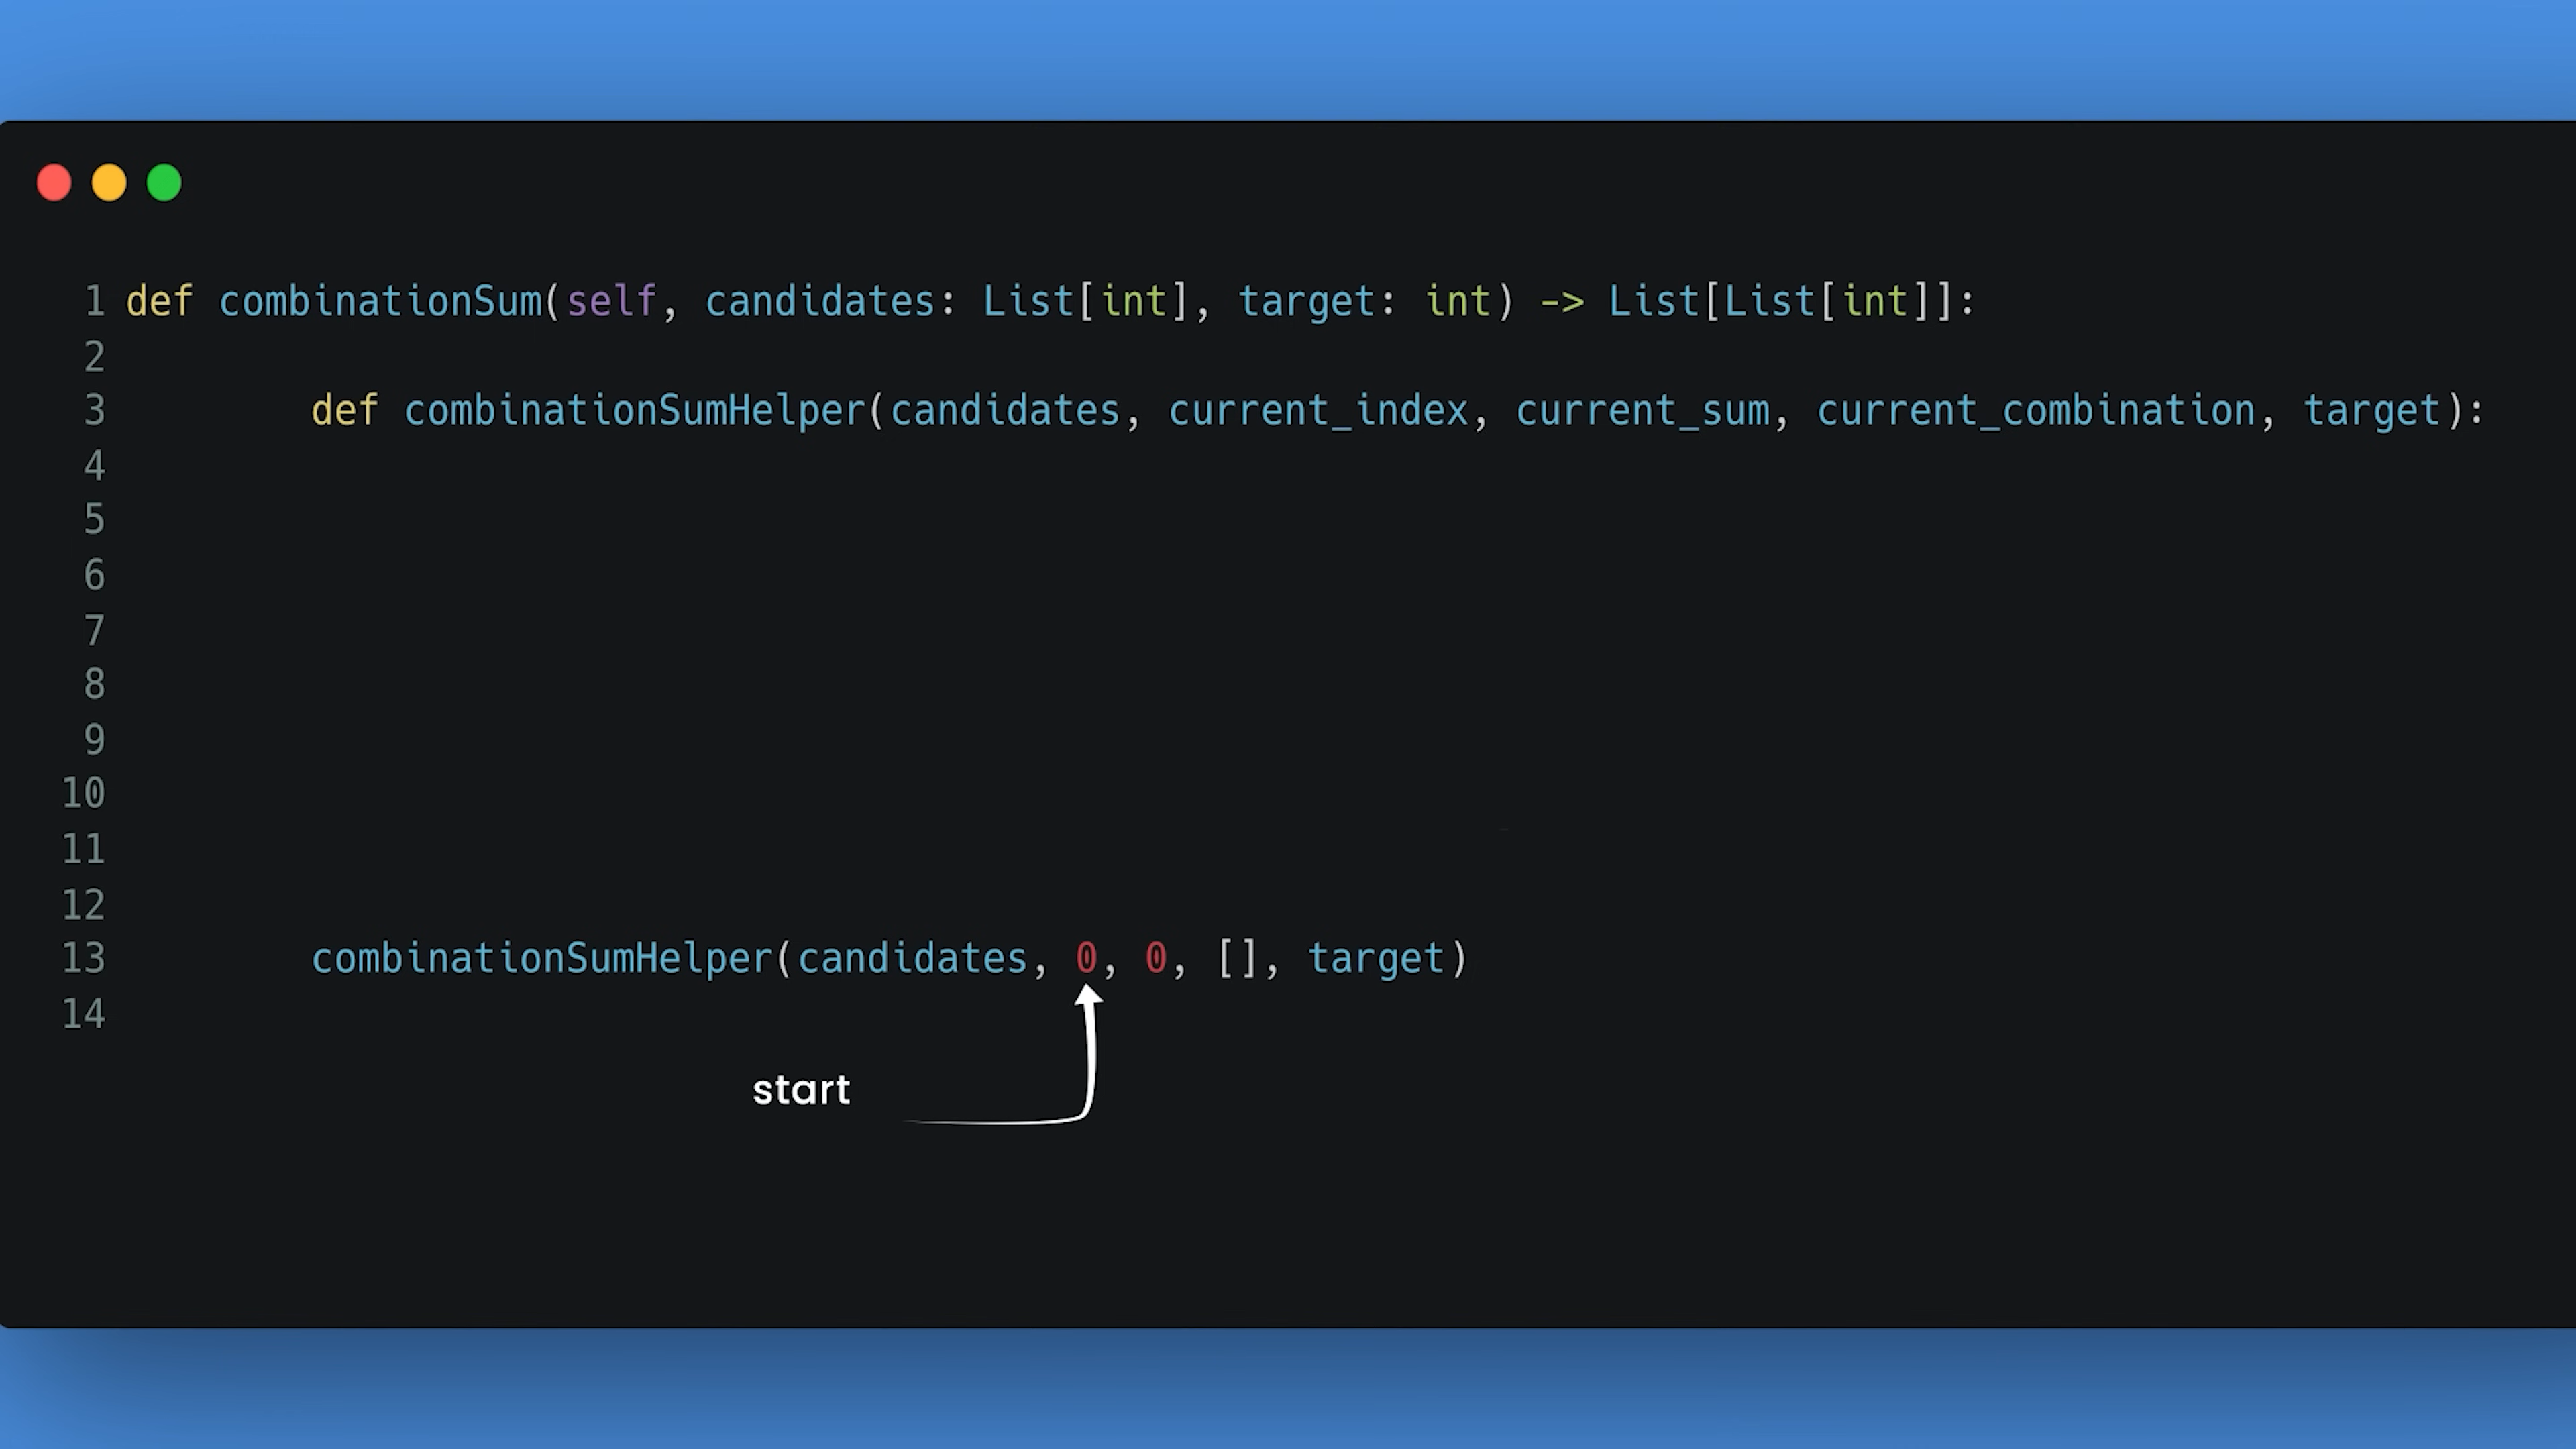 1 def combinationSum(self, candidates: List[int], target: int) -> List[List[int]]:
2
3 def combinationSumHelper(candidates, current_index, current_sum, current_combination, target):
4
5
6
7
8
9
10
11
12
13 combinationSumHelper(candidates, 0, 0, [], target)
14
start